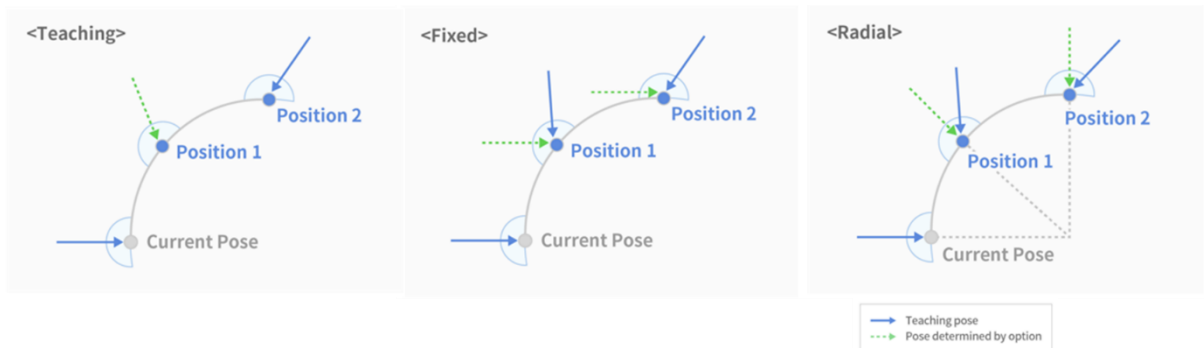 <Teaching>
Position 2
Position 1
Current Pose
<Fixed>
Position 2
Position 1
Current Pose
<Radial>
Position 2
Position 1
Current Pose
Teaching pose
Pose determined by option